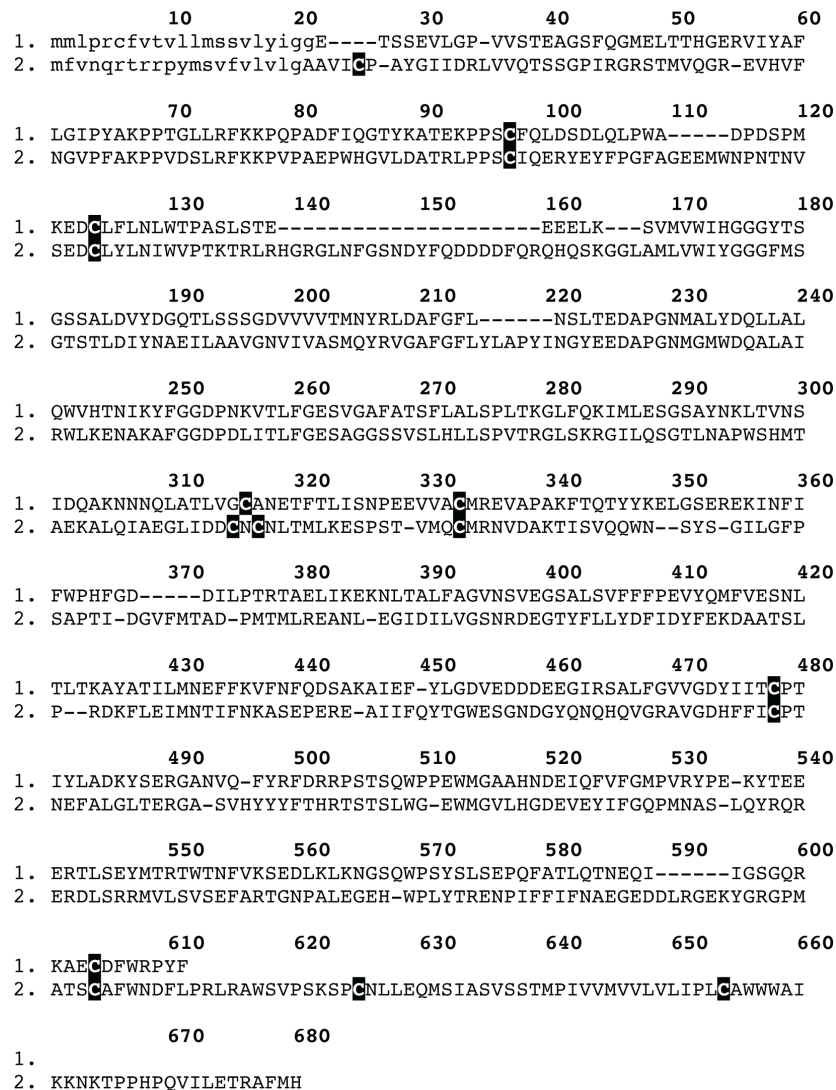 10 20 30 40 50 60
1. mmlprcfvtvllmssvlyiggE----TSSEVLGP-VVSTEAGSFQGMELTTHGERVIYAF
2. mfvnqrtrrpymsvfvlvlgAAVICP-AYGIIDRLVVQTSSGPIRGRSTMVQGR-EVHVF
70 80 90 100 110 120
1. LGIPYAKPPTGLLRFKKPQPADFIQGTYKATEKPPSCFQLDSDLQLPWA-----DPDSPM
2. NGVPFAKPPVDSLRFKKPVPAEPWHGVLDATRLPPSCIQERYEYFPGFAGEEMWNPNTNV
130 140 150 160 170 180
1. KEDCLFLNLWTPASLSTE---------------------EEELK---SVMVWIHGGGYTS
2. SEDCLYLNIWVPTKTRLRHGRGLNFGSNDYFQDDDDFQRQHQSKGGLAMLVWIYGGGFMS
190 200 210 220 230 240
1. GSSALDVYDGQTLSSSGDVVVVTMNYRLDAFGFL------NSLTEDAPGNMALYDQLLAL
2. GTSTLDIYNAEILAAVGNVIVASMQYRVGAFGFLYLAPYINGYEEDAPGNMGMWDQALAI
250 260 270 280 290 300
1. QWVHTNIKYFGGDPNKVTLFGESVGAFATSFLALSPLTKGLFQKIMLESGSAYNKLTVNS
2. RWLKENAKAFGGDPDLITLFGESAGGSSVSLHLLSPVTRGLSKRGILQSGTLNAPWSHMT
310 320 330 340 350 360
1. IDQAKNNNQLATLVGCANETFTLISNPEEVVACMREVAPAKFTQTYYKELGSEREKINFI
2. AEKALQIAEGLIDDCNCNLTMLKESPST-VMQCMRNVDAKTISVQQWN--SYS-GILGFP
370 380 390 400 410 420
1. FWPHFGD-----DILPTRTAELIKEKNLTALFAGVNSVEGSALSVFFFPEVYQMFVESNL
2. SAPTI-DGVFMTAD-PMTMLREANL-EGIDILVGSNRDEGTYFLLYDFIDYFEKDAATSL
430 440 450 460 470 480
1. TLTKAYATILMNEFFKVFNFQDSAKAIEF-YLGDVEDDDEEGIRSALFGVVGDYIITCPT
2. P--RDKFLEIMNTIFNKASEPERE-AIIFQYTGWESGNDGYQNQHQVGRAVGDHFFICPT
490 500 510 520 530 540
1. IYLADKYSERGANVQ-FYRFDRRPSTSQWPPEWMGAAHNDEIQFVFGMPVRYPE-KYTEE
2. NEFALGLTERGA-SVHYYYFTHRTSTSLWG-EWMGVLHGDEVEYIFGQPMNAS-LQYRQR
550 560 570 580 590 600
1. ERTLSEYMTRTWTNFVKSEDLKLKNGSQWPSYSLSEPQFATLQTNEQI------IGSGQR
2. ERDLSRRMVLSVSEFARTGNPALEGEH-WPLYTRENPIFFIFNAEGEDDLRGEKYGRGPM
610 620 630 640 650 660
1. KAECDFWRPYF
2. ATSCAFWNDFLPRLRAWSVPSKSPCNLLEQMSIASVSSTMPIVVMVVLVLIPLCAWWWAI
670 680
1.
2. KKNKTPPHPQVILETRAFMH